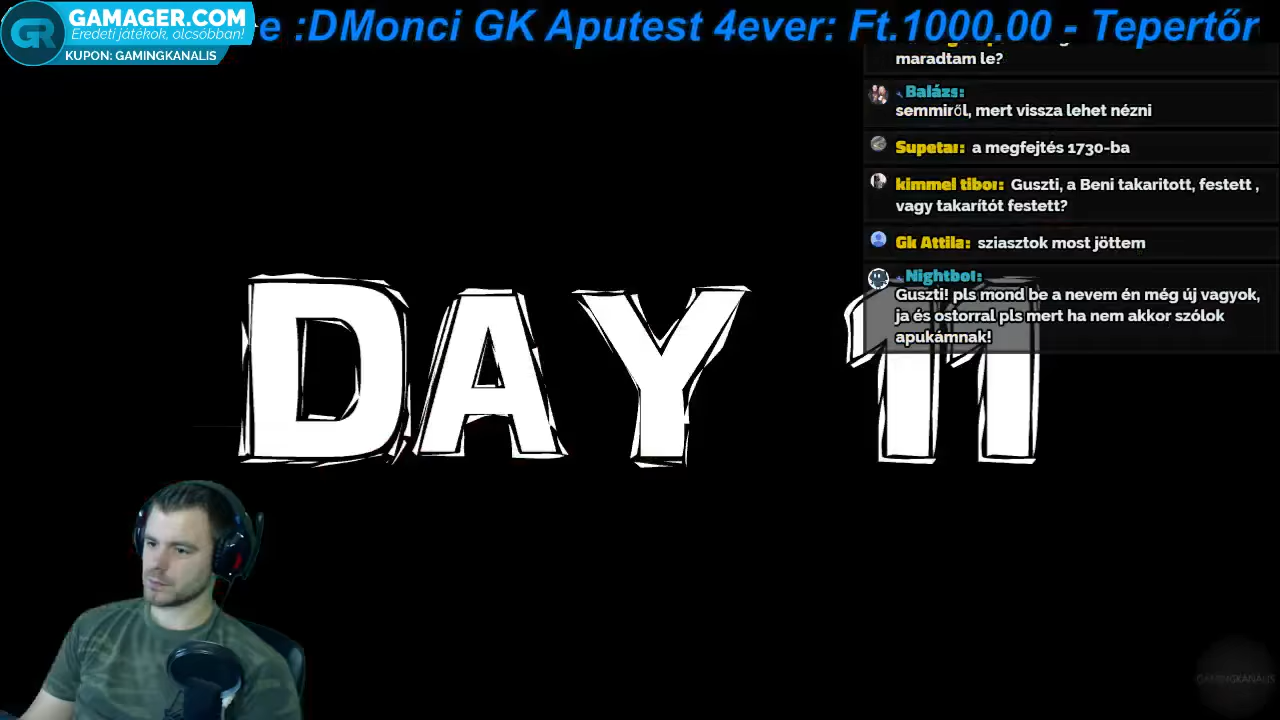 GAMAGER.COM
Eredeti játékok, olcsóbban!
KUPON: GAMINGKANALIS
e :DMonci GK Aputest 4ever: Ft.1000.00 - Tepertőr
maradtam le?
Balázs:
semmiről, mert vissza lehet nézni
Supetar: a megfejtés 1730-ba
kimmel tibor: Guszti, a Beni takaritott, festett ,
vagy takarítót festett?
Gk Attila: sziasztok most jöttem
Nightbot:
Guszti! pls mond be a nevem én még új vagyok,
ja és ostorral pls mert ha nem akkor szólok
apukámnak!
DAY 11
GAMINGKANALIS